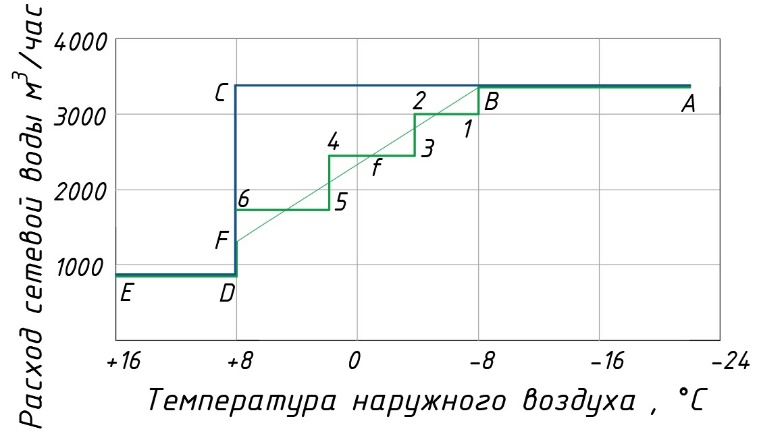 Расход сетевой воды м³/час
4000
3000
2000
1000
C
2
B
A
1
4
3
f
6
5
F
E
D
+16
+8
0
-8
-16
-24
Температура наружного воздуха , °C